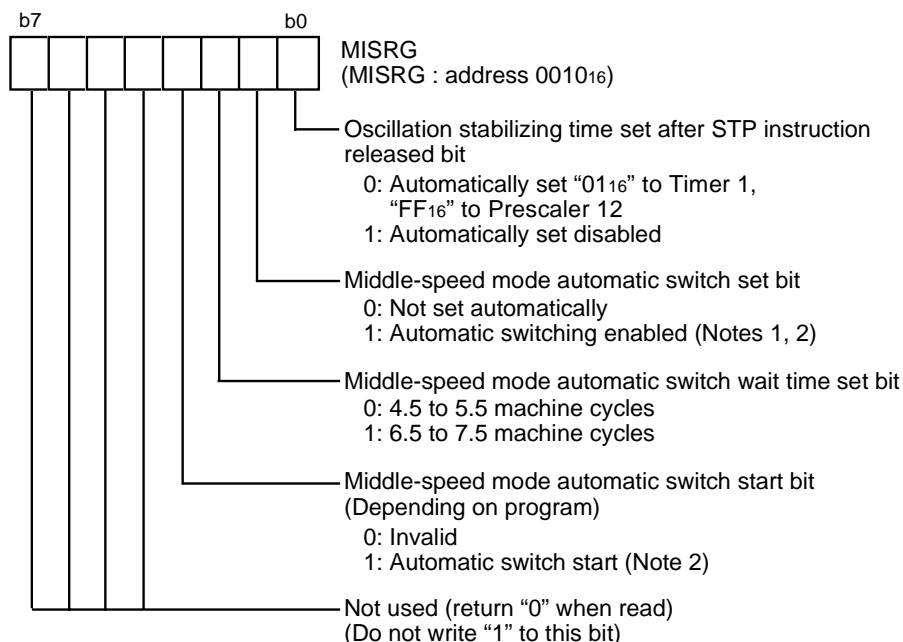 b7 b0
MISRG
(MISRG : address 001016)
Oscillation stabilizing time set after STP instruction
released bit
0: Automatically set “0116” to Timer 1,
“FF16” to Prescaler 12
1: Automatically set disabled
Middle-speed mode automatic switch set bit
0: Not set automatically
1: Automatic switching enabled (Notes 1, 2)
Middle-speed mode automatic switch wait time set bit
0: 4.5 to 5.5 machine cycles
1: 6.5 to 7.5 machine cycles
Middle-speed mode automatic switch start bit
(Depending on program)
0: Invalid
1: Automatic switch start (Note 2)
Not used (return “0” when read)
(Do not write “1” to this bit)